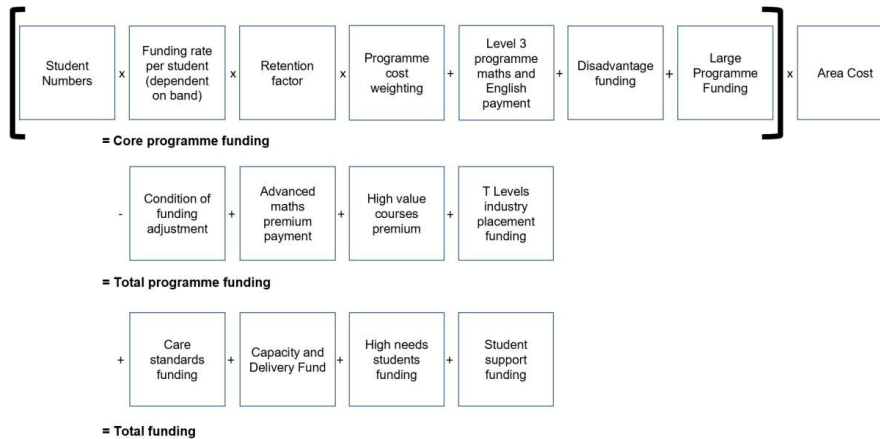 Student Numbers x Funding rate per student (dependent on band) x Retention factor x Programme cost weighting + Level 3 programme maths and English payment + Disadvantage funding + Large Programme Funding x Area Cost
= Core programme funding
- Condition of funding adjustment + Advanced maths premium payment + High value courses premium + T Levels industry placement funding
= Total programme funding
+ Care standards funding + Capacity and Delivery Fund + High needs students funding + Student support funding
= Total funding